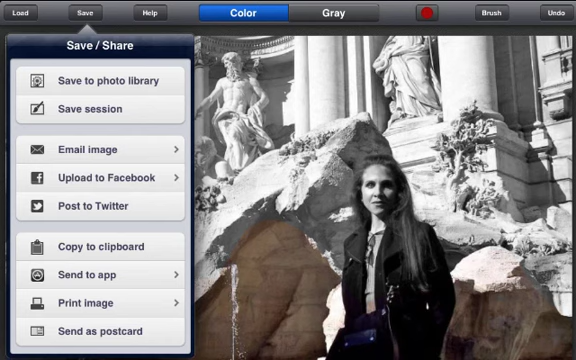 Load
Save
Help
Color
Gray
Brush
Undo
Save / Share
Save to photo library
Save session
Email image
Upload to Facebook
Post to Twitter
Copy to clipboard
Send to app
Print image
Send as postcard